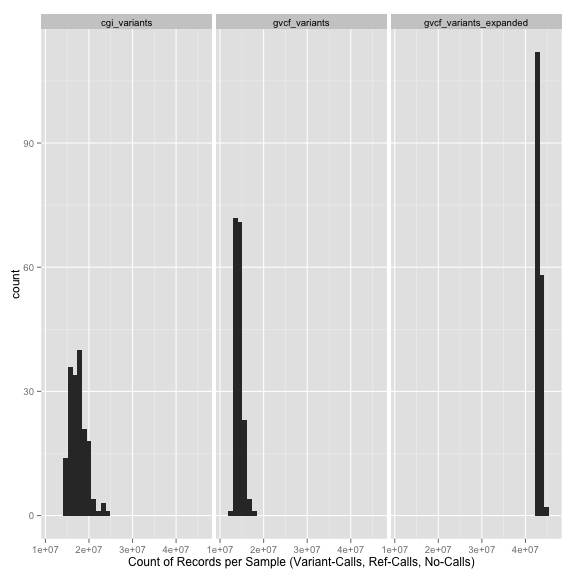 cgi_variants gvcf_variants gvcf_variants_expanded
90
60
30
0
count
1e+07 2e+07 3e+07 4e+07 1e+07 2e+07 3e+07 4e+07 1e+07 2e+07 3e+07 4e+07
Count of Records per Sample (Variant-Calls, Ref-Calls, No-Calls)